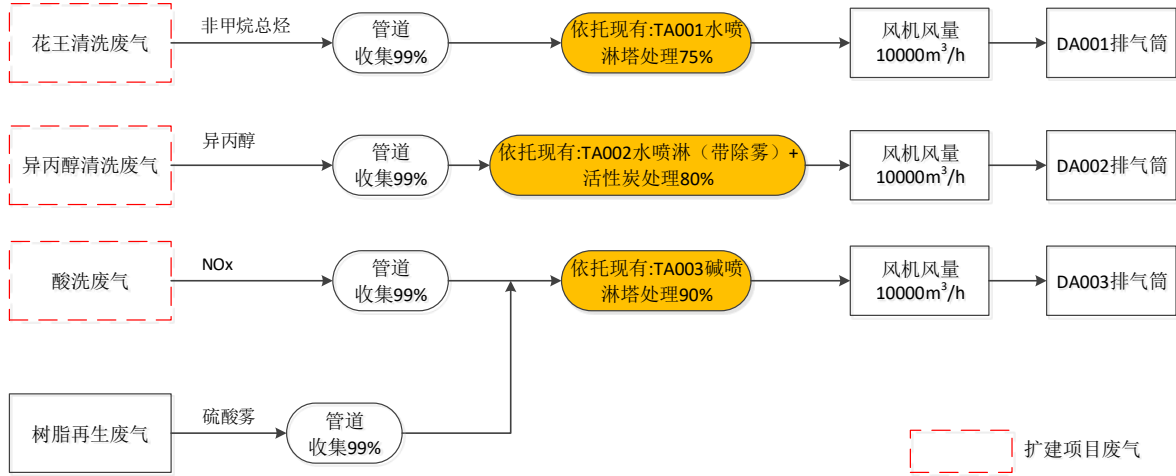 花王清洗废气
非甲烷总烃
管道
收集99%
依托现有:TA001水喷
淋塔处理75%
风机风量
10000m³/h
DA001排气筒
异丙醇清洗废气
异丙醇
管道
收集99%
依托现有:TA002水喷淋（带除雾）+
活性炭处理80%
风机风量
10000m³/h
DA002排气筒
酸洗废气
NOx
管道
收集99%
依托现有:TA003碱喷
淋塔处理90%
风机风量
10000m³/h
DA003排气筒
树脂再生废气
硫酸雾
管道
收集99%
扩建项目废气